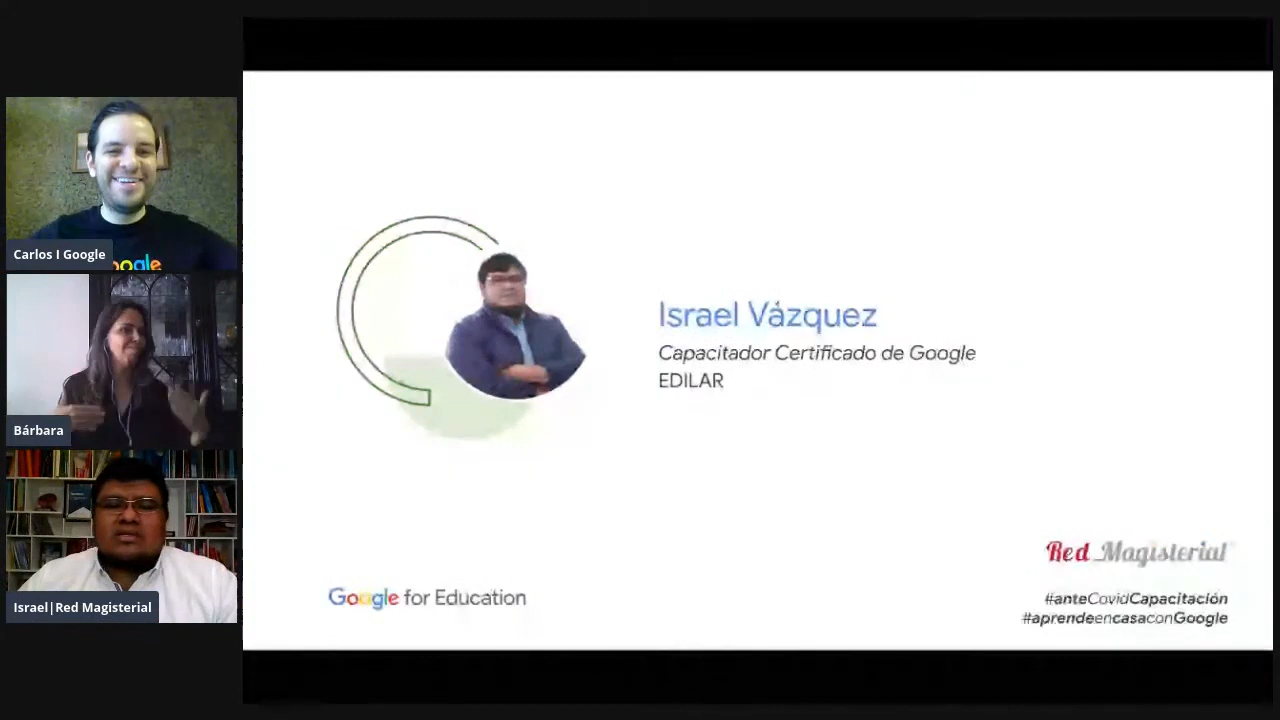 Carlos I Google
ogle
Bárbara
Israel|Red Magisterial
Israel Vázquez
Capacitador Certificado de Google
EDILAR
Google for Education
Red Magisterial
#anteCovidCapacitación
#aprendeencasaconGoogle